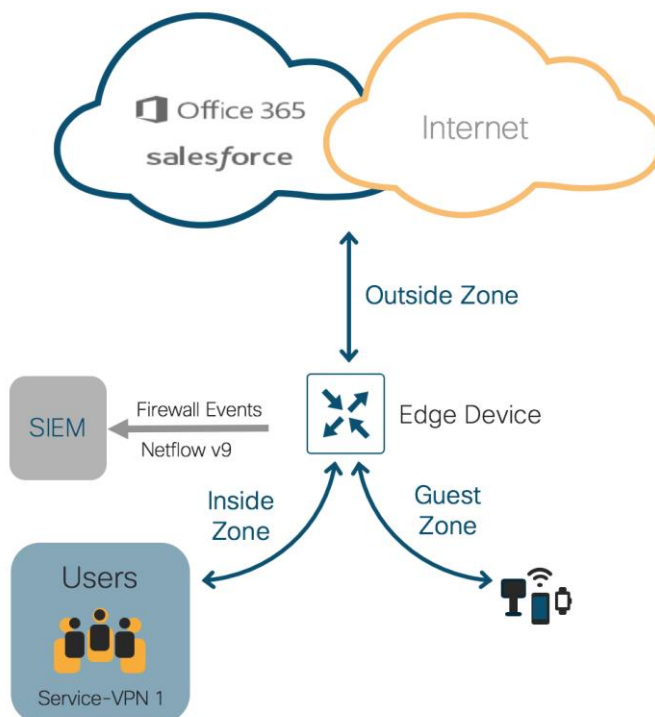 Office 365
salesforce
Internet
Outside Zone
SIEM
Firewall Events
Netflow v9
Edge Device
Inside
Zone
Guest
Zone
Users
Service-VPN 1